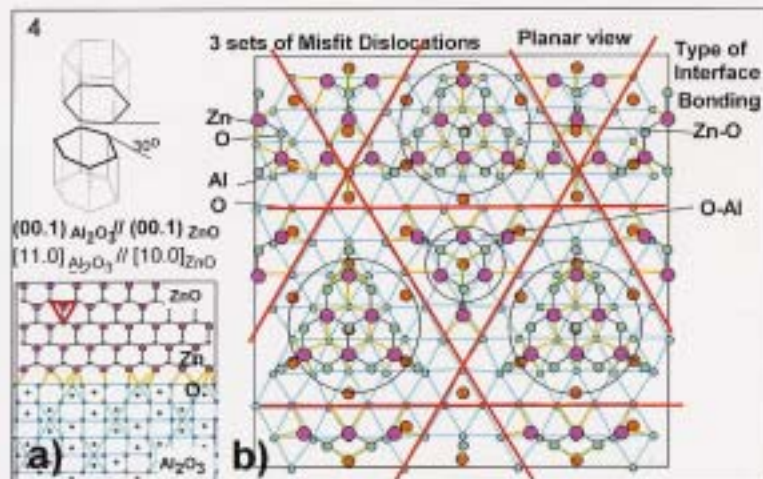 4
3 sets of Misfit Dislocations
Planar view
Type of
Interface
Bonding
Zn
O
Al
O
Zn-O
O-Al
30°
(00.1) Al2O3 // (00.1) ZnO
[11.0] Al2O3 // [10.0] ZnO
ZnO
Zn
O
Al2O3
a)
b)